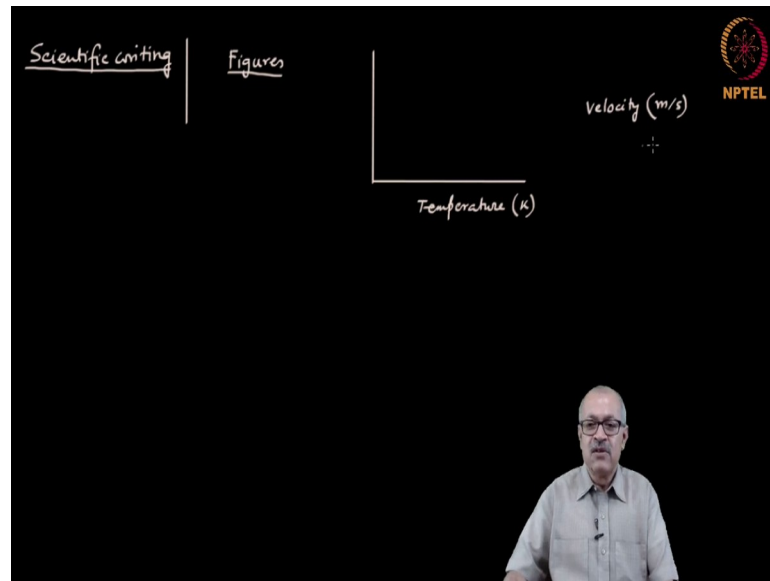 Scientific writing
Figures
Velocity (m/s)
Temperature (K)
NPTEL